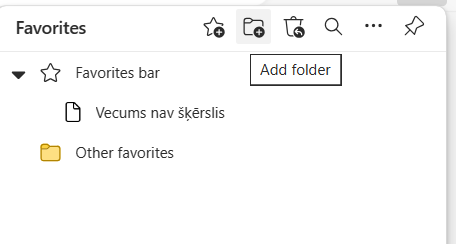 Favorites
Add folder
Favorites bar
Vecums nav šķērslis
Other favorites